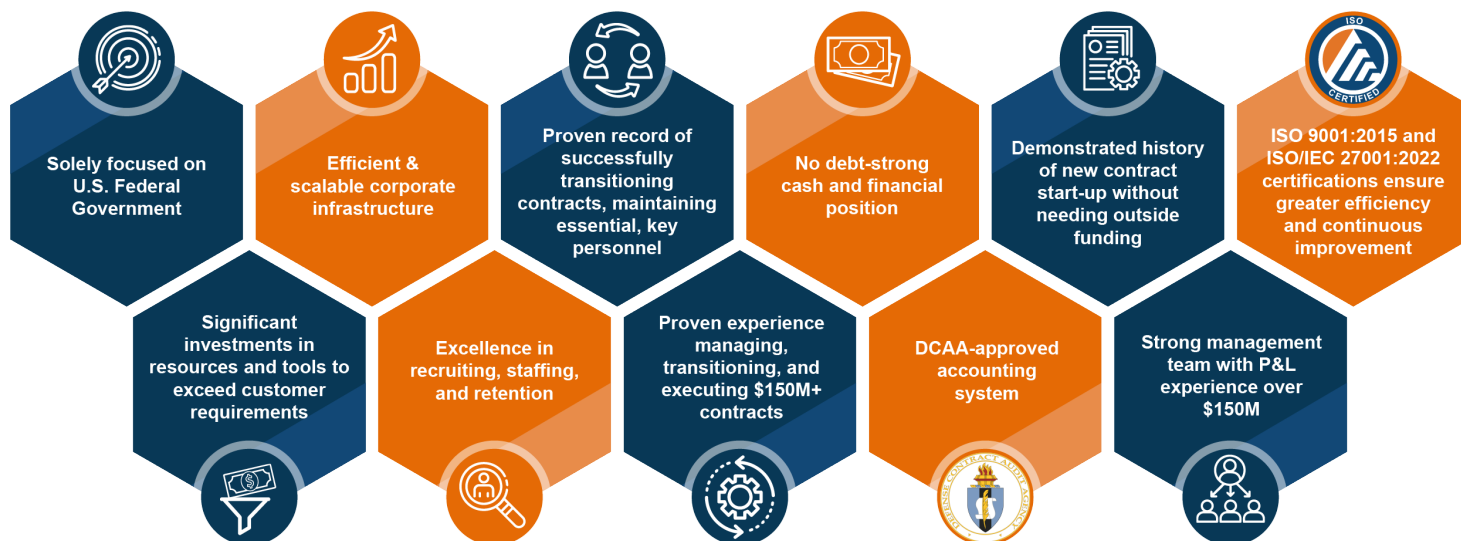 Solely focused on
U.S. Federal
Government
Efficient &
scalable corporate
infrastructure
Proven record of
successfully
transitioning
contracts, maintaining
essential, key
personnel
No debt-strong
cash and financial
position
Demonstrated history
of new contract
start-up without
needing outside
funding
ISO
CERTIFIED
ISO 9001:2015 and
ISO/IEC 27001:2022
certifications ensure
greater efficiency
and continuous
improvement
Significant
investments in
resources and tools to
exceed customer
requirements
$
Excellence in
recruiting, staffing,
and retention
Proven experience
managing,
transitioning, and
executing $150M+
contracts
DCAA-approved
accounting
system
DEFENSE CONTRACT AUDIT AGENCY
Strong management
team with P&L
experience over
$150M